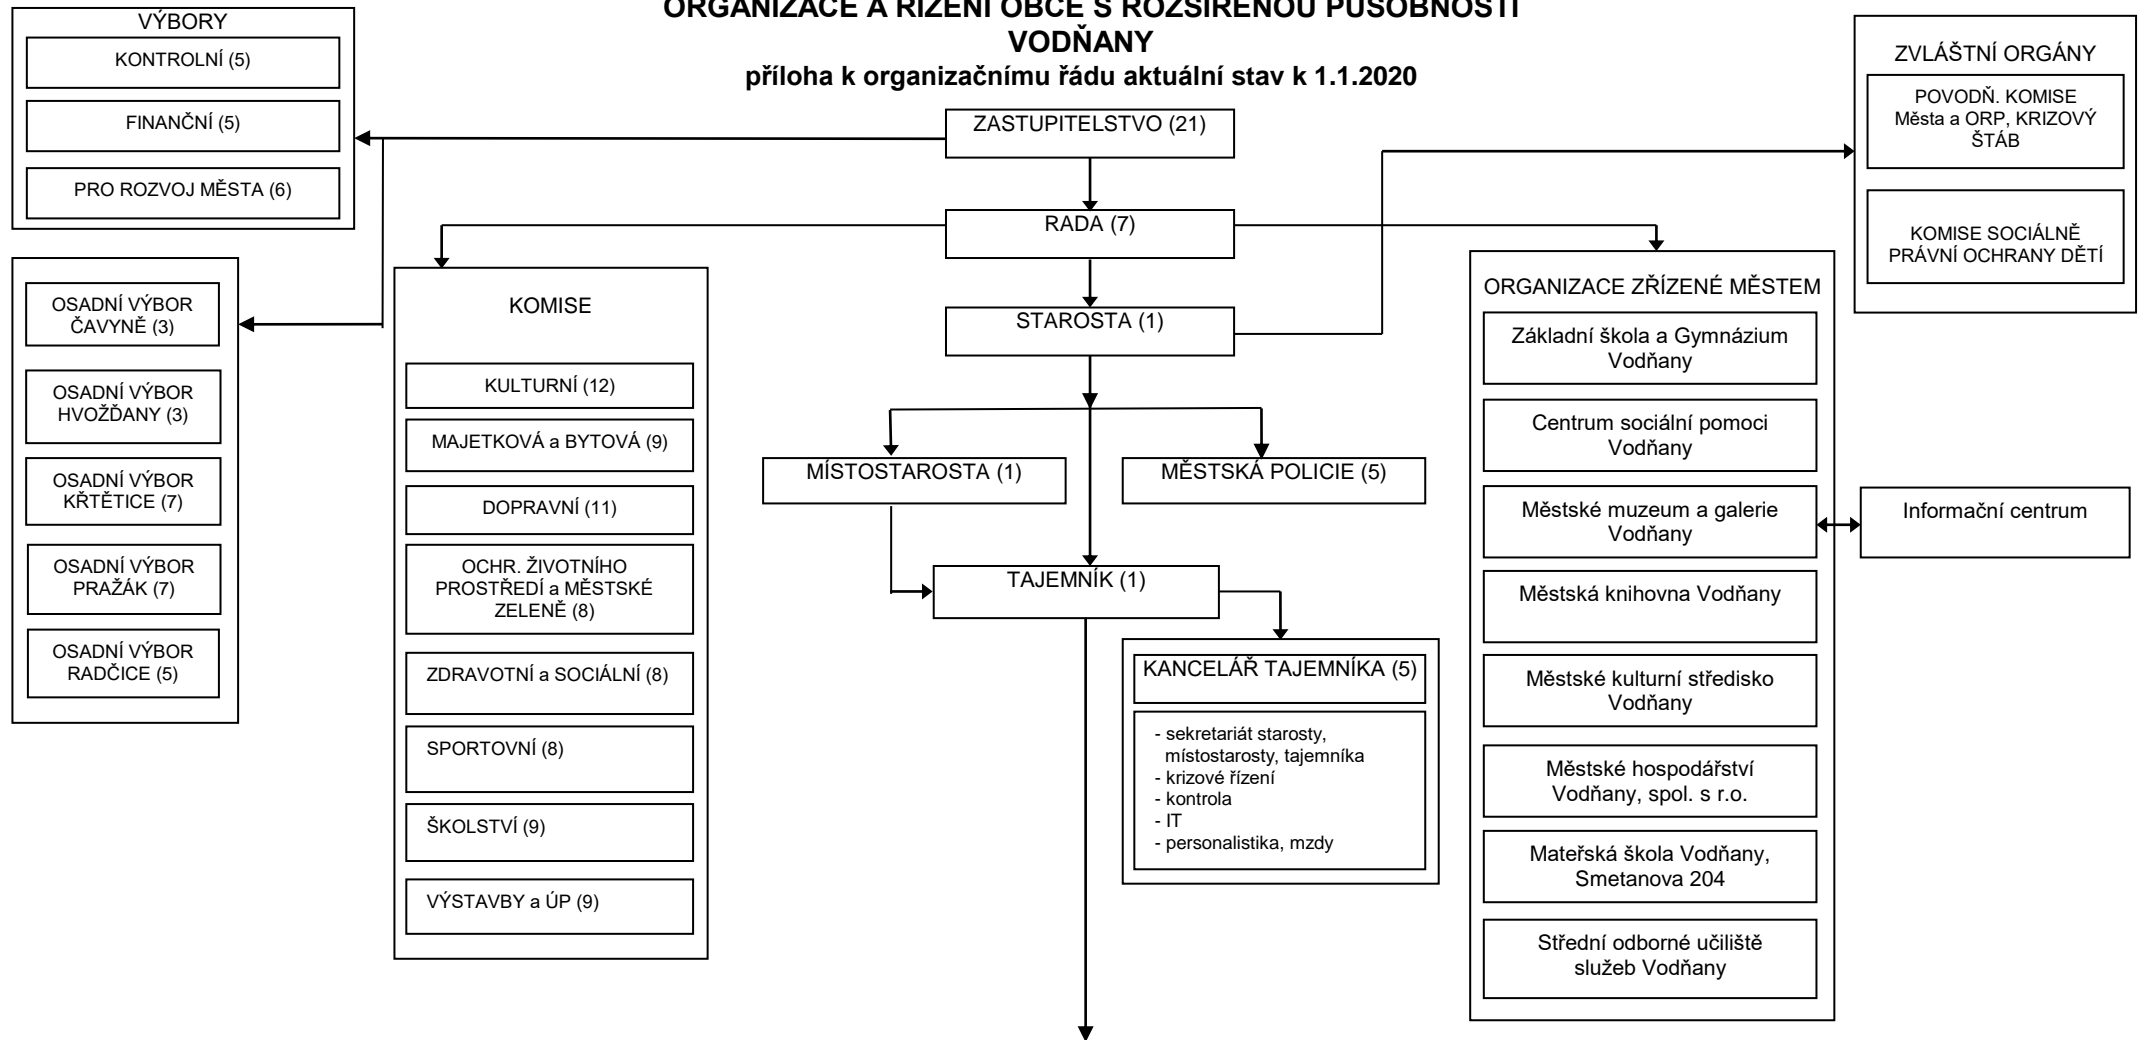 ORGANIZACE A ŘÍZENÍ OBCE S ROZŠÍŘENOU PŮSOBNOSTÍ
VODŇANY
příloha k organizačnímu řádu aktuální stav k 1.1.2020
VÝBORY
KONTROLNÍ (5)
FINANČNÍ (5)
PRO ROZVOJ MĚSTA (6)
OSADNÍ VÝBOR
ČAVYNĚ (3)
OSADNÍ VÝBOR
HVOŽĎANY (3)
OSADNÍ VÝBOR
KŘTĚTICE (7)
OSADNÍ VÝBOR
PRAŽÁK (7)
OSADNÍ VÝBOR
RADČICE (5)
KOMISE
KULTURNÍ (12)
MAJETKOVÁ a BYTOVÁ (9)
DOPRAVNÍ (11)
OCHR. ŽIVOTNÍHO
PROSTŘEDÍ a MĚSTSKÉ
ZELENĚ (8)
ZDRAVOTNÍ a SOCIÁLNÍ (8)
SPORTOVNÍ (8)
ŠKOLSTVÍ (9)
VÝSTAVBY a ÚP (9)
ZASTUPITELSTVO (21)
RADA (7)
STAROSTA (1)
MÍSTOSTAROSTA (1)
MĚSTSKÁ POLICIE (5)
TAJEMNÍK (1)
KANCELÁŘ TAJEMNÍKA (5)
- sekretariát starosty,
místostarosty, tajemníka
- krizové řízení
- kontrola
- IT
- personalistika, mzdy
ORGANIZACE ZŘÍZENÉ MĚSTEM
Základní škola a Gymnázium
Vodňany
Centrum sociální pomoci
Vodňany
Městské muzeum a galerie
Vodňany
Městská knihovna Vodňany
Městské kulturní středisko
Vodňany
Městské hospodářství
Vodňany, spol. s r.o.
Mateřská škola Vodňany,
Smetanova 204
Střední odborné učiliště
služeb Vodňany
ZVLÁŠTNÍ ORGÁNY
POVODŇ. KOMISE
Města a ORP, KRIZOVÝ
ŠTÁB
KOMISE SOCIÁLNĚ
PRÁVNÍ OCHRANY DĚTÍ
Informační centrum